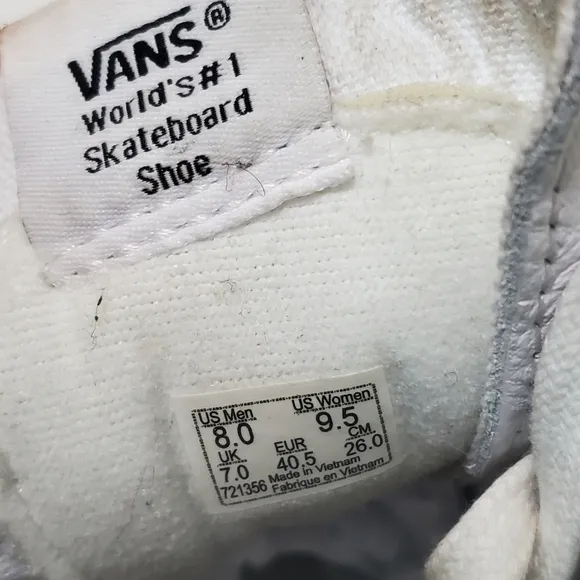 VANS®
World's #1
Skateboard
Shoe
US Men US Women
8.0 9.5
UK EUR CM.
7.0 40,5 26.0
Made in Vietnam
721356 Fabrique en Vietnam